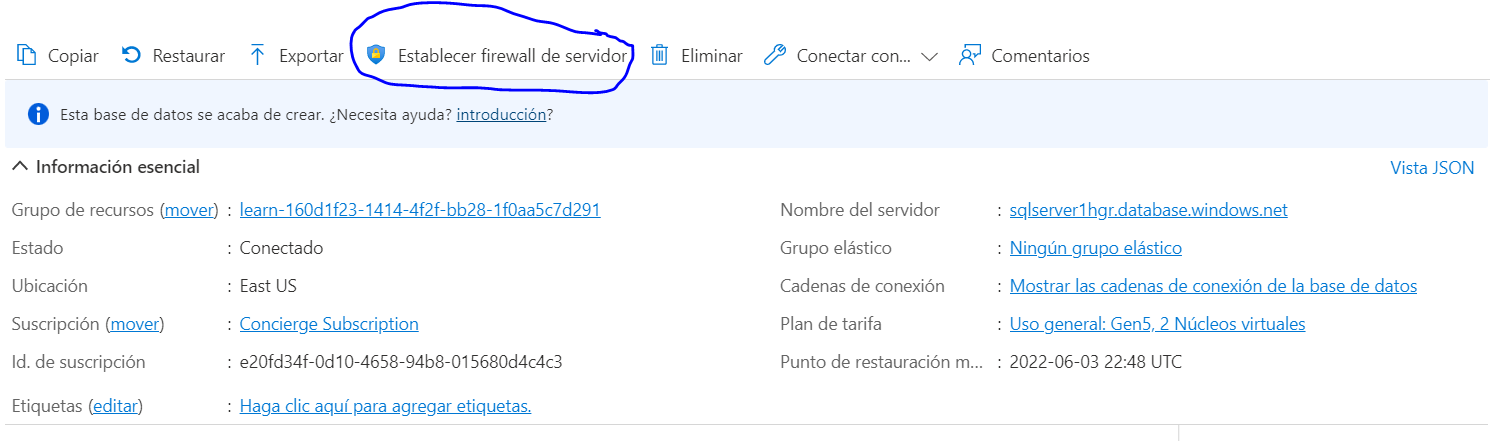 Copiar Restaurar Exportar Establecer firewall de servidor Eliminar Conectar con... Comentarios
Esta base de datos se acaba de crear. ¿Necesita ayuda? introducción?
Información esencial Vista JSON
Grupo de recursos (mover) : learn-160d1f23-1414-4f2f-bb28-1f0aa5c7d291 Nombre del servidor : sqlserver1hgr.database.windows.net
Estado : Conectado Grupo elástico : Ningún grupo elástico
Ubicación : East US Cadenas de conexión : Mostrar las cadenas de conexión de la base de datos
Suscripción (mover) : Concierge Subscription Plan de tarifa : Uso general: Gen5, 2 Núcleos virtuales
Id. de suscripción : e20fd34f-0d10-4658-94b8-015680d4c4c3 Punto de restauración m... : 2022-06-03 22:48 UTC
Etiquetas (editar) : Haga clic aquí para agregar etiquetas.